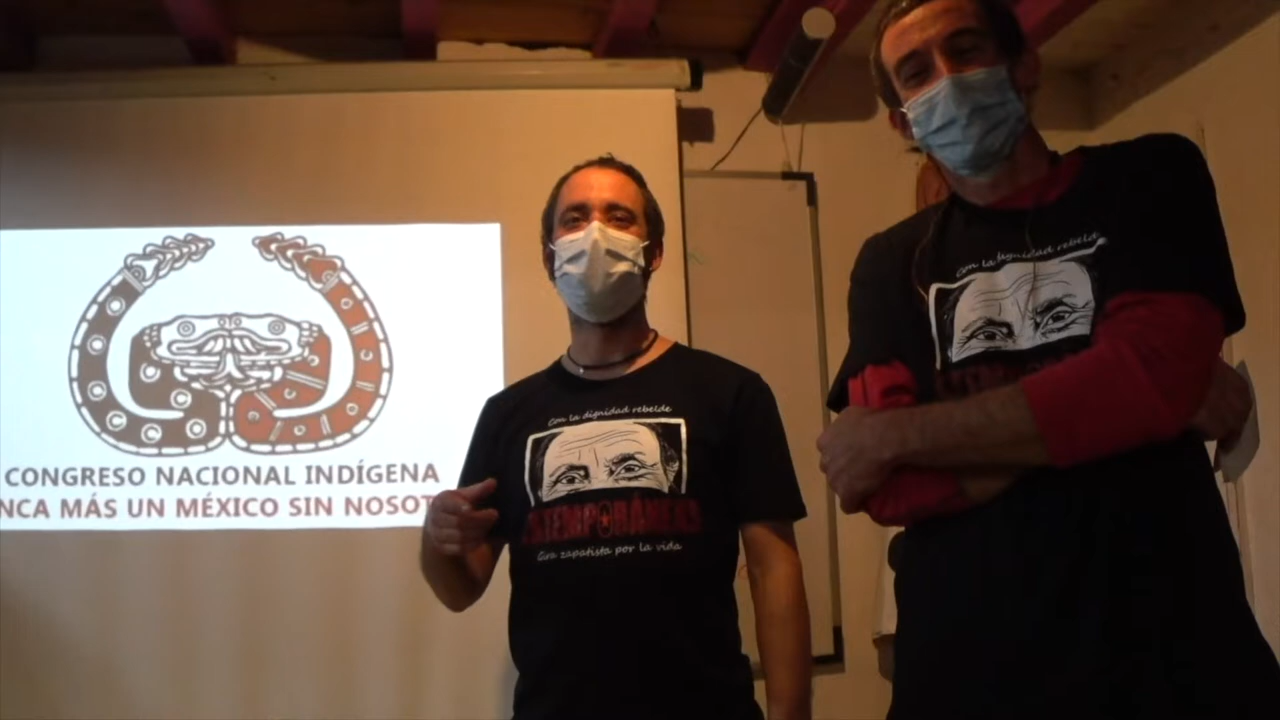 CONGRESO NACIONAL INDÍGENA
NCA MÁS UN MÉXICO SIN NOSOT
Con la dignidad rebelde
Gira zapatista por la vida
Con la dignidad rebelde